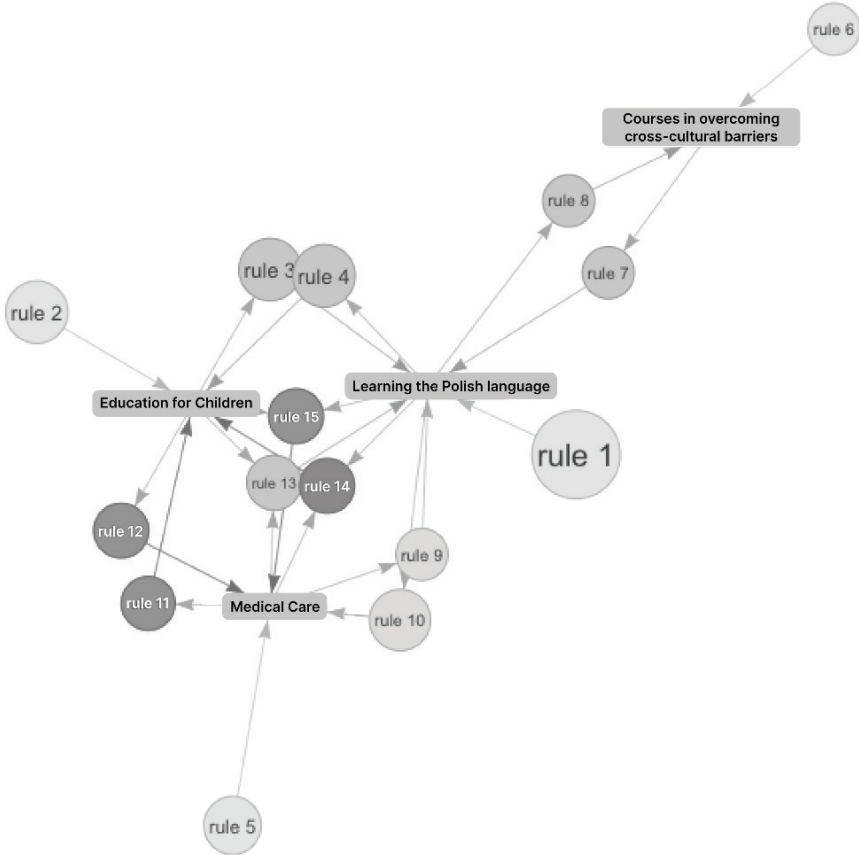 rule 6
Courses in overcoming
cross-cultural barriers
rule 8
rule 3
rule 4
rule 7
rule 2
Learning the Polish language
Education for Children
rule 15
rule 1
rule 13
rule 14
rule 12
rule 9
rule 11
Medical Care
rule 10
rule 5